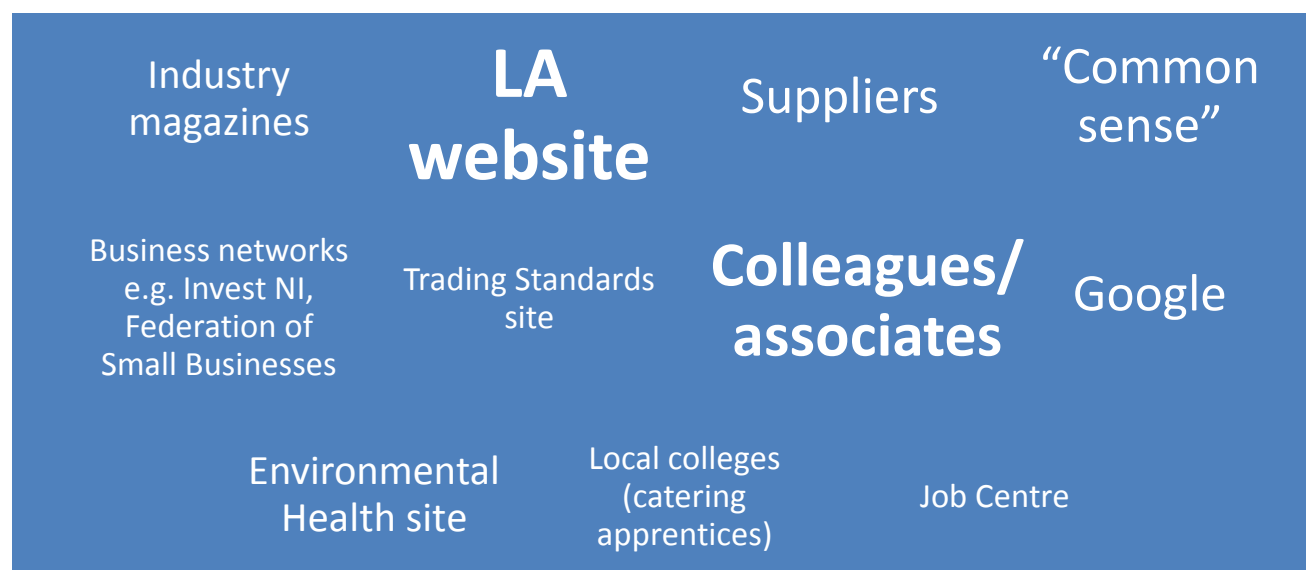 Industry
magazines
LA
website
Suppliers
“Common
sense”
Business networks
e.g. Invest NI,
Federation of
Small Businesses
Trading Standards
site
Colleagues/
associates
Google
Environmental
Health site
Local colleges
(catering
apprentices)
Job Centre